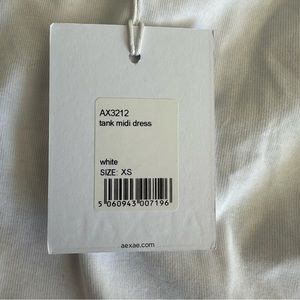 AX3212
tank midi dress
white
SIZE: XS
5 060943 007196
aexae.com